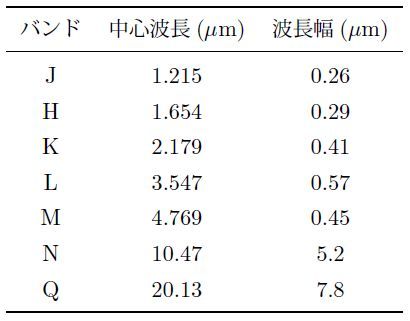 バンド 中心波長 (μm) 波長幅 (μm)
J 1.215 0.26
H 1.654 0.29
K 2.179 0.41
L 3.547 0.57
M 4.769 0.45
N 10.47 5.2
Q 20.13 7.8